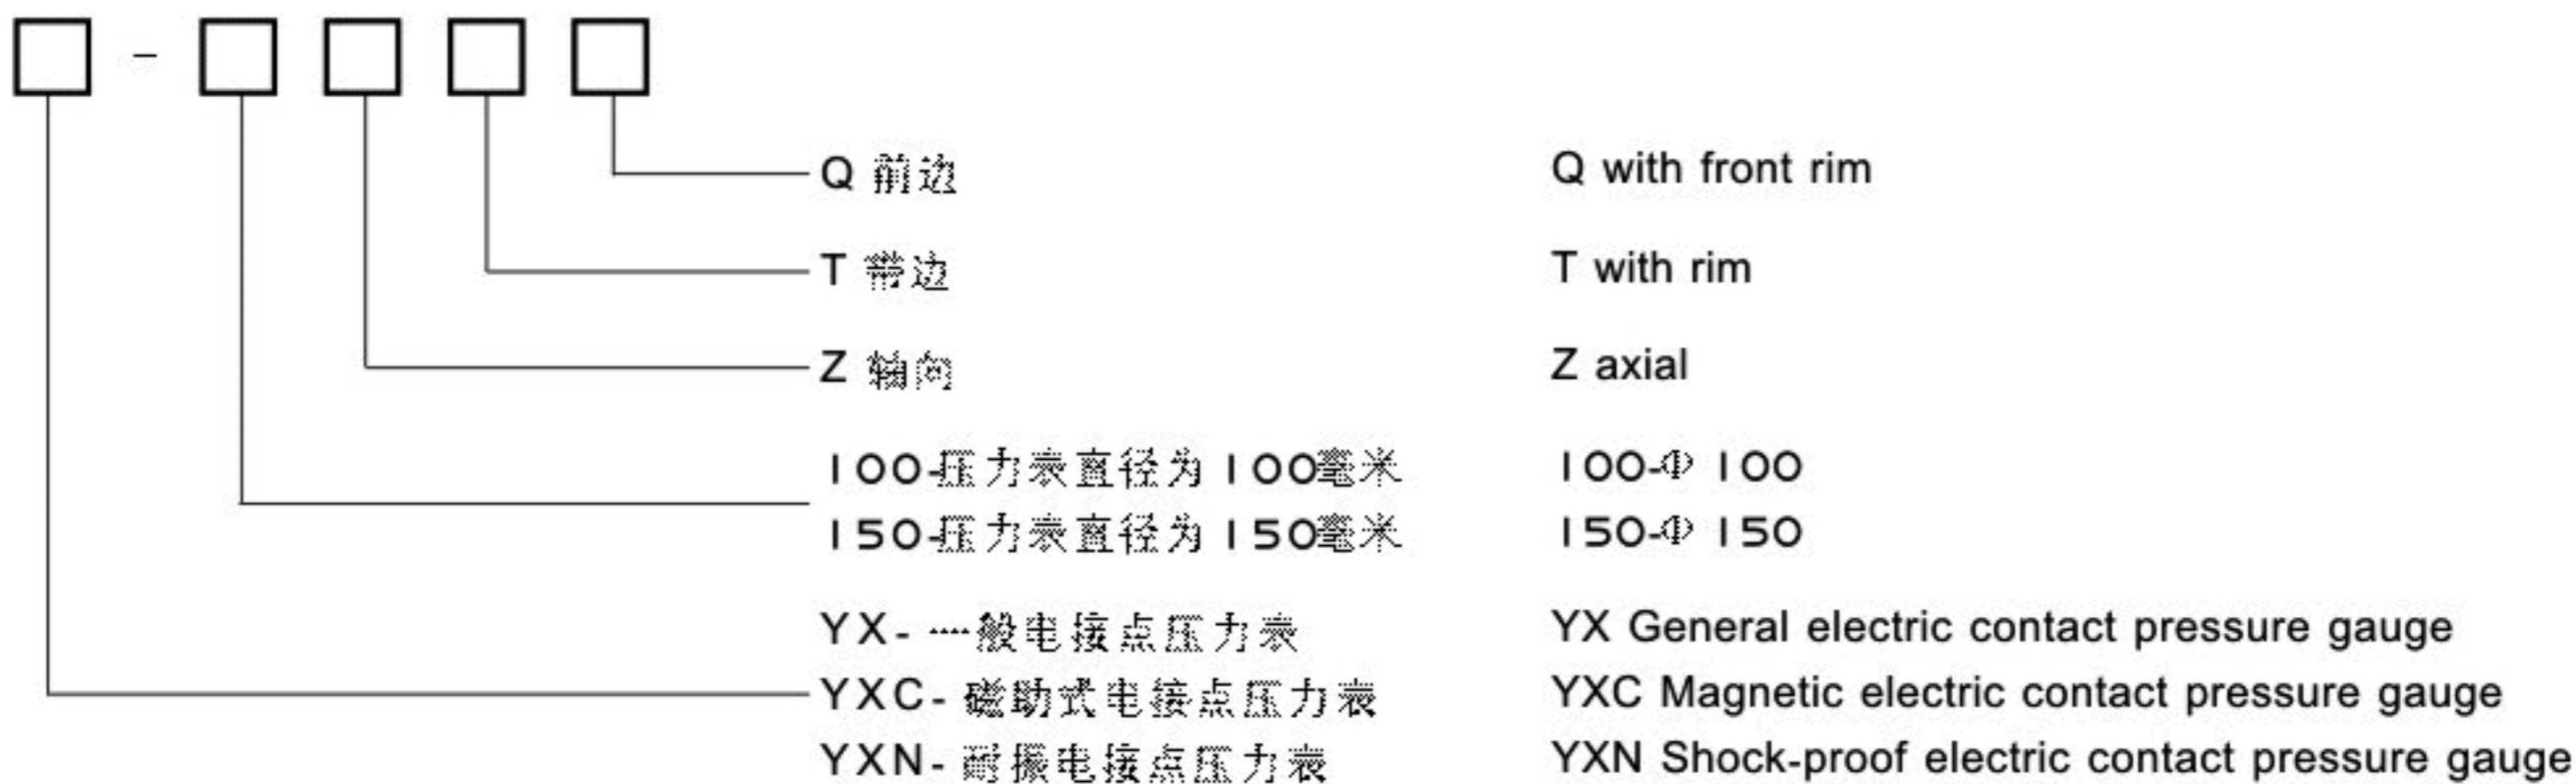 -
Q 前边 Q with front rim
T 带边 T with rim
Z 轴向 Z axial
100-压力表直径为 100毫米 100-Φ 100
150-压力表直径为 150毫米 150-Φ 150
YX- 一般电接点压力表 YX General electric contact pressure gauge
YXC- 磁助式电接点压力表 YXC Magnetic electric contact pressure gauge
YXN- 耐振电接点压力表 YXN Shock-proof electric contact pressure gauge